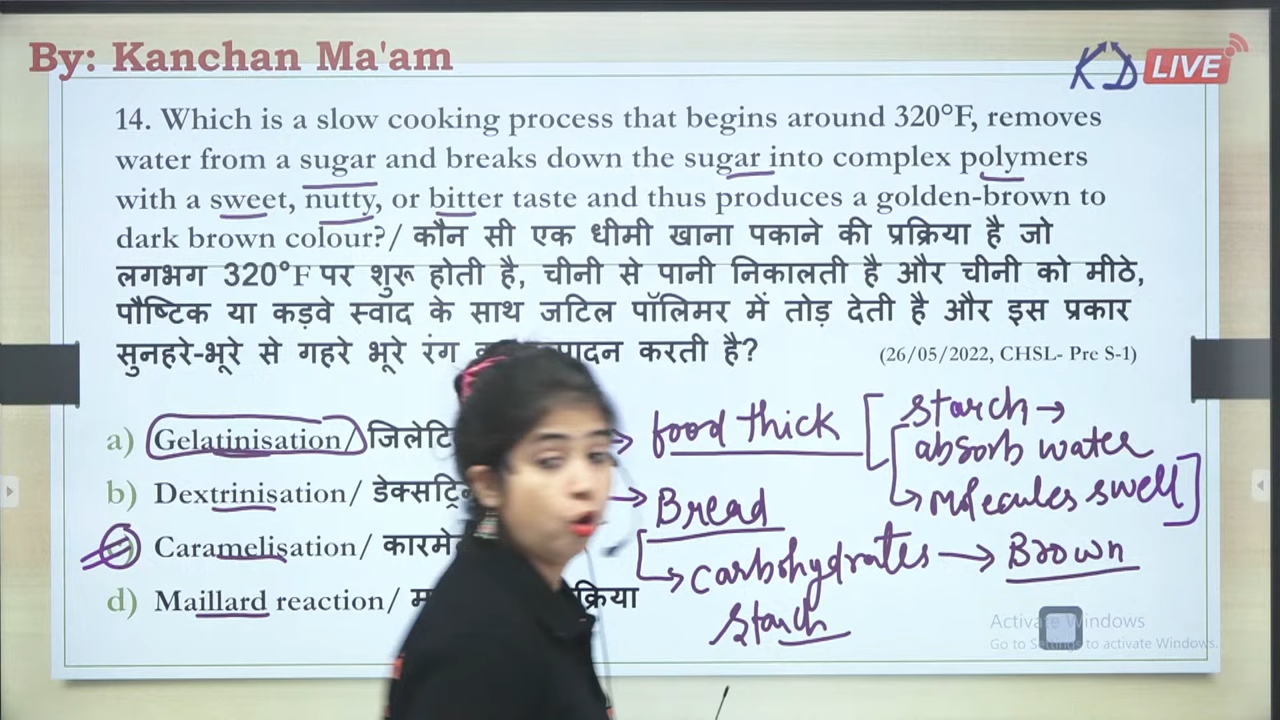 By: Kanchan Ma'am
KD LIVE
14. Which is a slow cooking process that begins around 320°F, removes
water from a sugar and breaks down the sugar into complex polymers
with a sweet, nutty, or bitter taste and thus produces a golden-brown to
dark brown colour?/ कौन सी एक धीमी खाना पकाने की प्रक्रिया है जो
लगभग 320°F पर शुरू होती है, चीनी से पानी निकालती है और चीनी को मीठे,
पौष्टिक या कड़वे स्वाद के साथ जटिल पॉलिमर में तोड़ देती है और इस प्रकार
सुनहरे-भूरे से गहरे भूरे रंग करती है?
(26/05/2022, CHSL- Pre S-1)
a) Gelatinisation/
→ food thick [ starch →
absorb water
→ molecules swell ]
b) Dextrinisation/
→ Bread
→ carbohydrates → Brown
starch
Caramelisation/
d) Maillard reaction/
Activate Windows
Go to Settings to activate Windows.